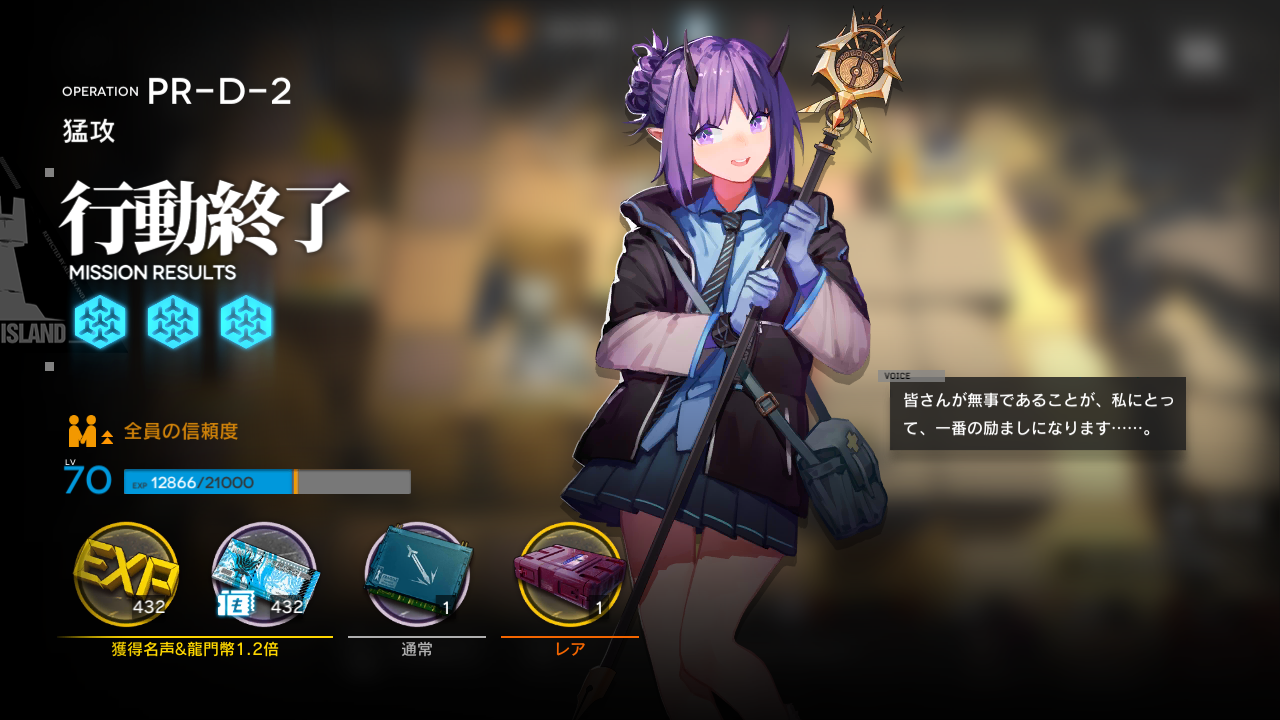 OPERATION PR-D-2
猛攻
行動終了
MISSION RESULTS
ISLAND
全員の信頼度
LV
70
EXP 12866/21000
VOICE
皆さんが無事であることが、私にとっ
て、一番の励ましになります……。
EXP
432
432
1
1
獲得名声&龍門幣1.2倍
通常
レア